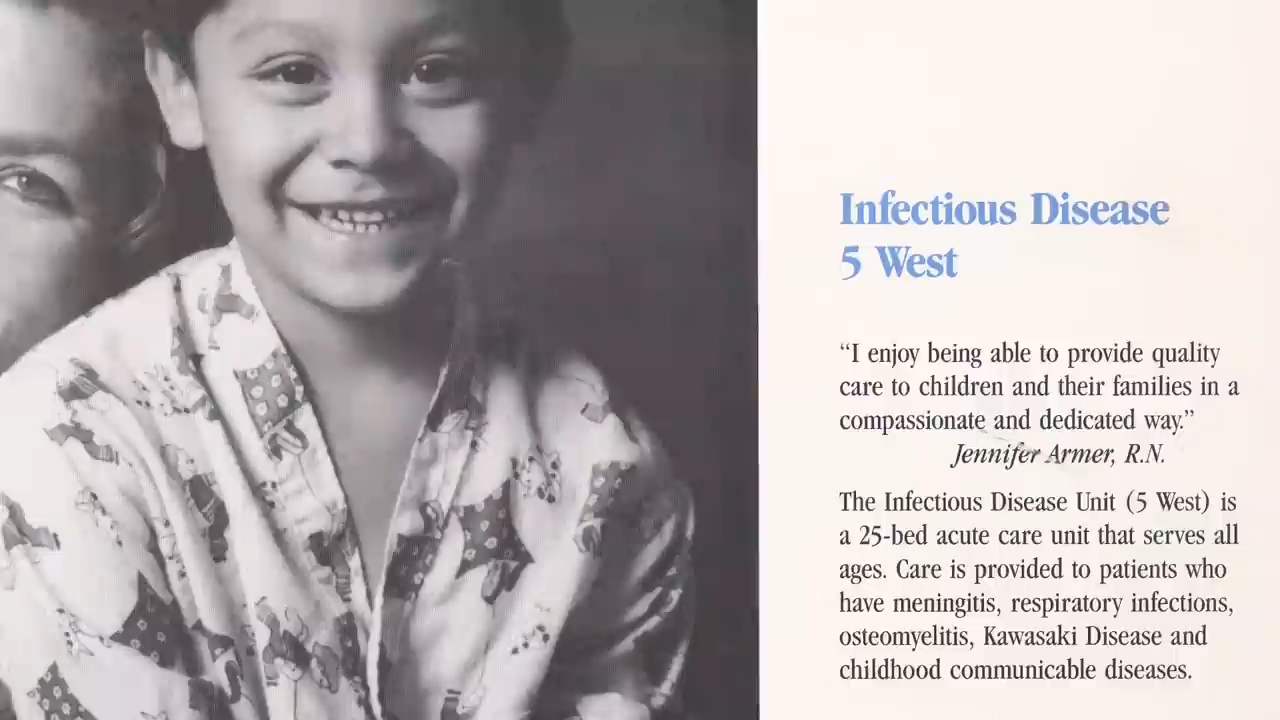 Infectious Disease
5 West
“I enjoy being able to provide quality
care to children and their families in a
compassionate and dedicated way.”
Jennifer Armer, R.N.
The Infectious Disease Unit (5 West) is
a 25-bed acute care unit that serves all
ages. Care is provided to patients who
have meningitis, respiratory infections,
osteomyelitis, Kawasaki Disease and
childhood communicable diseases.